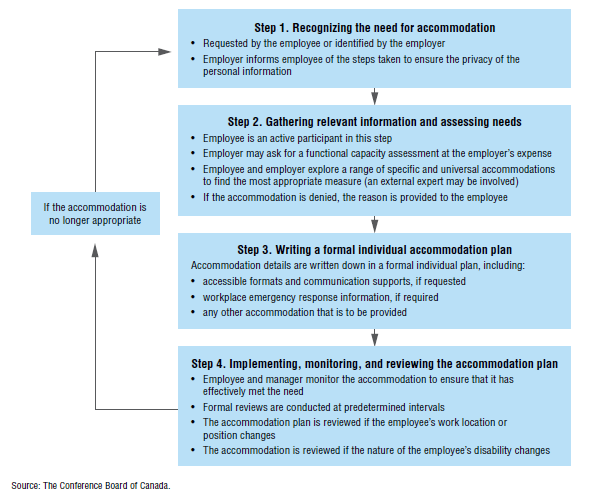 Step 1. Recognizing the need for accommodation
• Requested by the employee or identified by the employer
• Employer informs employee of the steps taken to ensure the privacy of the
personal information
Step 2. Gathering relevant information and assessing needs
• Employee is an active participant in this step
• Employer may ask for a functional capacity assessment at the employer's expense
• Employee and employer explore a range of specific and universal accommodations
to find the most appropriate measure (an external expert may be involved)
• If the accommodation is denied, the reason is provided to the employee
If the accommodation is
no longer appropriate
Step 3. Writing a formal individual accommodation plan
Accommodation details are written down in a formal individual plan, including:
• accessible formats and communication supports, if requested
• workplace emergency response information, if required
• any other accommodation that is to be provided
Step 4. Implementing, monitoring, and reviewing the accommodation plan
• Employee and manager monitor the accommodation to ensure that it has
effectively met the need
• Formal reviews are conducted at predetermined intervals
• The accommodation plan is reviewed if the employee's work location or
position changes
• The accommodation is reviewed if the nature of the employee's disability changes
Source: The Conference Board of Canada.